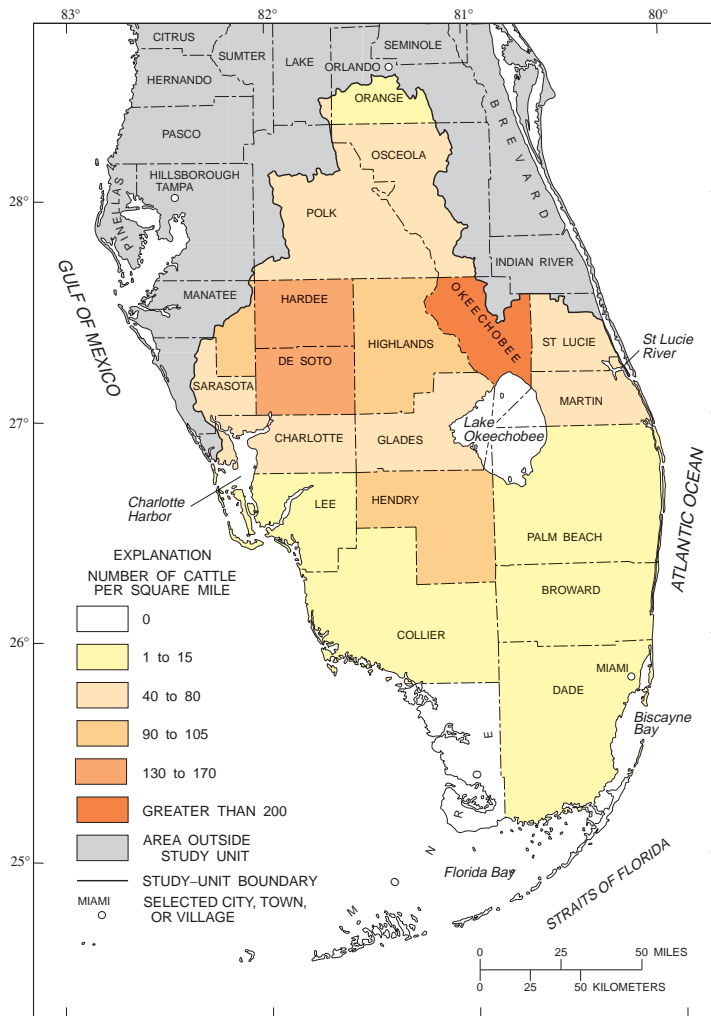 83°
82°
81°
80°
CITRUS
SUMTER
LAKE
SEMINOLE
ORLANDO
HERNANDO
ORANGE
BREVARD
PASCO
OSCEOLA
HILLSBOROUGH
TAMPA
28°
PINELLAS
POLK
INDIAN RIVER
GULF OF MEXICO
MANATEE
HARDEE
OKEECHOBEE
HIGHLANDS
ST LUCIE
St Lucie
River
DE SOTO
SARASOTA
MARTIN
27°
CHARLOTTE
GLADES
Lake
Okeechobee
Charlotte
Harbor
LEE
HENDRY
PALM BEACH
ATLANTIC OCEAN
EXPLANATION
NUMBER OF CATTLE
PER SQUARE MILE
0
1 to 15
40 to 80
90 to 105
130 to 170
GREATER THAN 200
AREA OUTSIDE
STUDY UNIT
STUDY–UNIT BOUNDARY
MIAMI
SELECTED CITY, TOWN,
OR VILLAGE
BROWARD
26°
COLLIER
MIAMI
DADE
Biscayne
Bay
MONROE
25°
Florida Bay
STRAITS OF FLORIDA
0 25 50 MILES
0 25 50 KILOMETERS